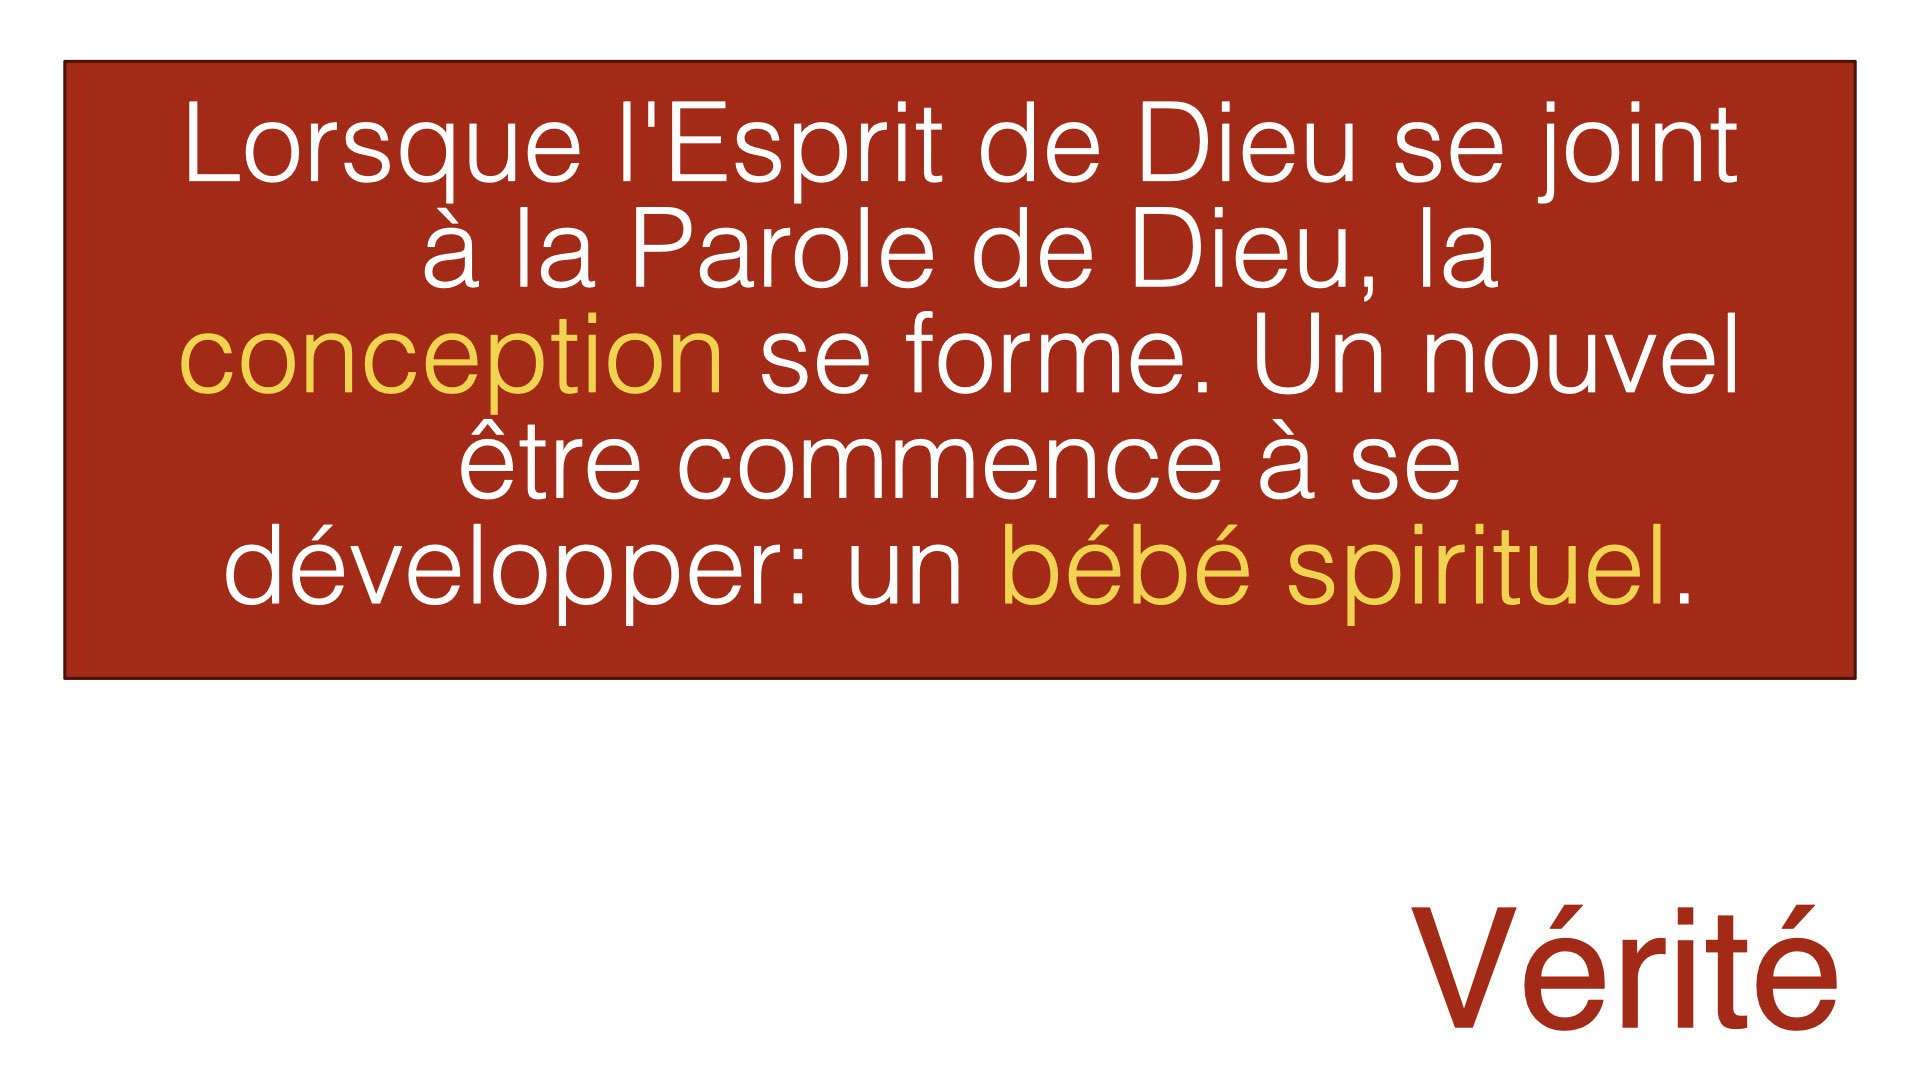 Lorsque l'Esprit de Dieu se joint
à la Parole de Dieu, la
conception se forme. Un nouvel
être commence à se
développer: un bébé spirituel.
Vérité